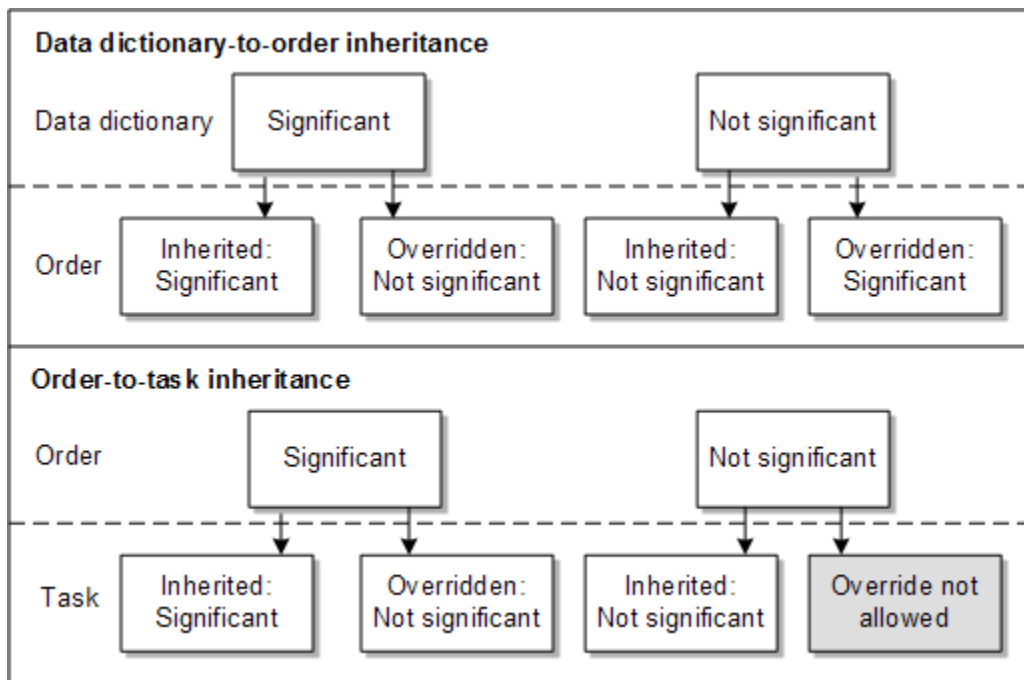 Data dictionary-to-order inheritance
Data dictionary
Significant
Not significant
Order
Inherited:
Significant
Overridden:
Not significant
Inherited:
Not significant
Overridden:
Significant
Order-to-task inheritance
Order
Significant
Not significant
Task
Inherited:
Significant
Overridden:
Not significant
Inherited:
Not significant
Override not
allowed